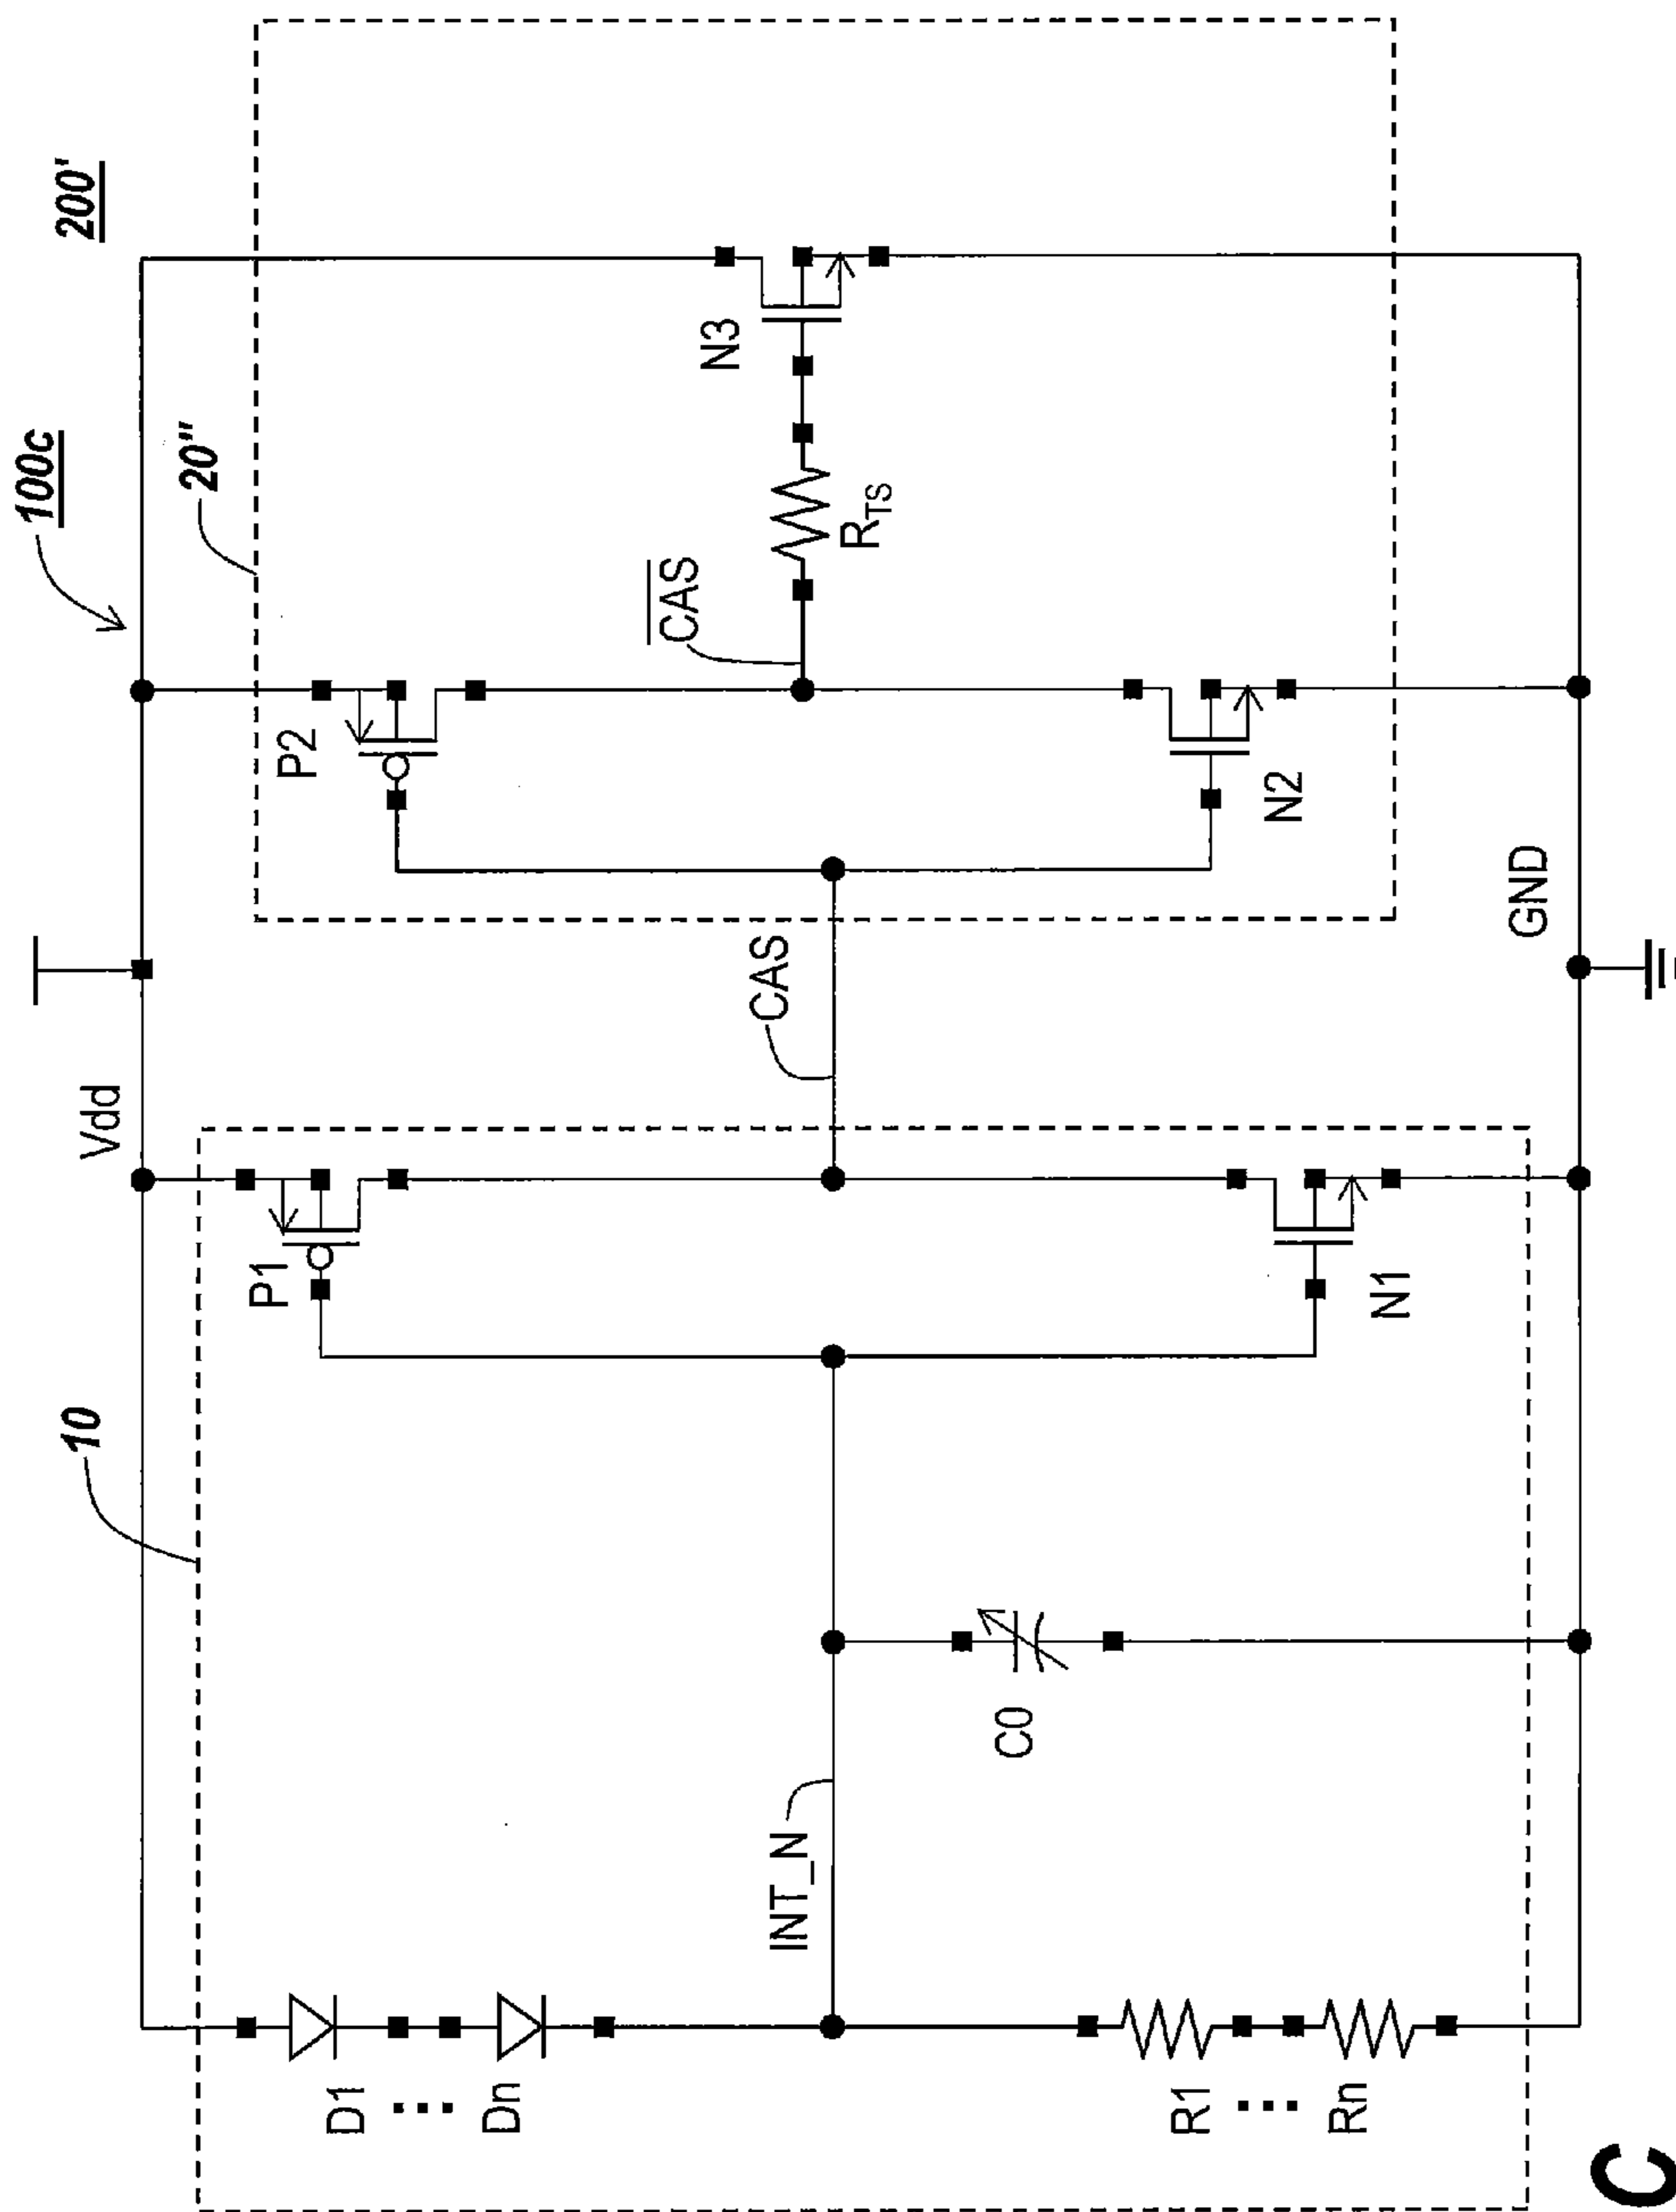 200'
100c
20"
Vdd
10
P1
P2
N3
CAS
R_TS
CAS
INT_N
D1
⋮
Dn
C0
R1
⋮
Rn
N1
N2
GND
C